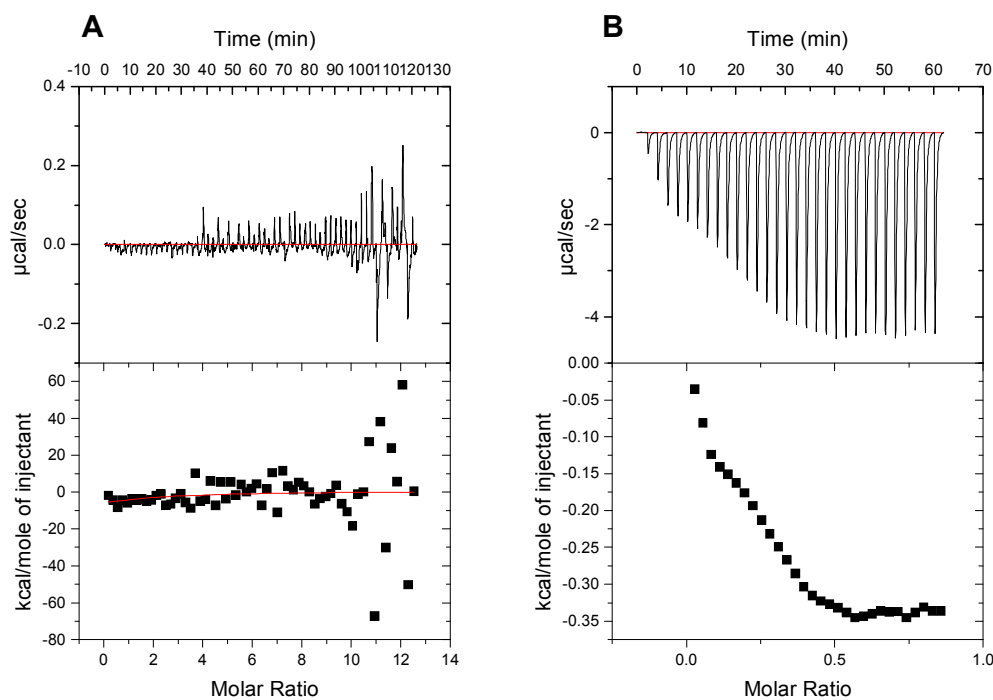 A
Time (min)
-10 0 10 20 30 40 50 60 70 80 90 100 110 120 130
0.4
0.2
0.0
-0.2
µcal/sec
60
40
20
0
-20
-40
-60
-80
kcal/mole of injectant
0 2 4 6 8 10 12 14
Molar Ratio
B
Time (min)
0 10 20 30 40 50 60 70
0
-2
-4
µcal/sec
0.00
-0.05
-0.10
-0.15
-0.20
-0.25
-0.30
-0.35
kcal/mole of injectant
0.0 0.5 1.0
Molar Ratio